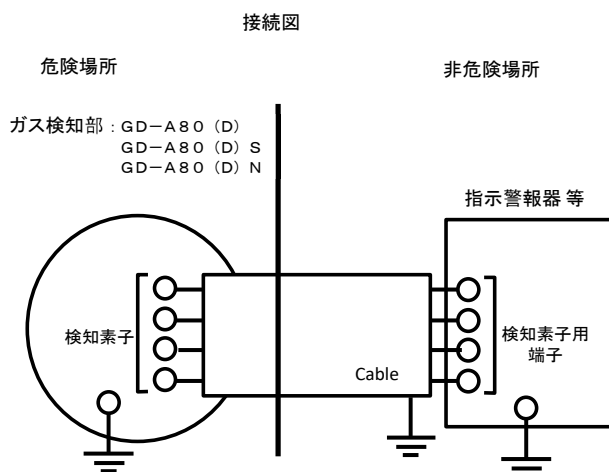 接続図
危険場所
非危険場所
ガス検知部：GD－A80（D）
GD－A80（D）S
GD－A80（D）N
指示警報器 等
検知素子
検知素子用
端子
Cable